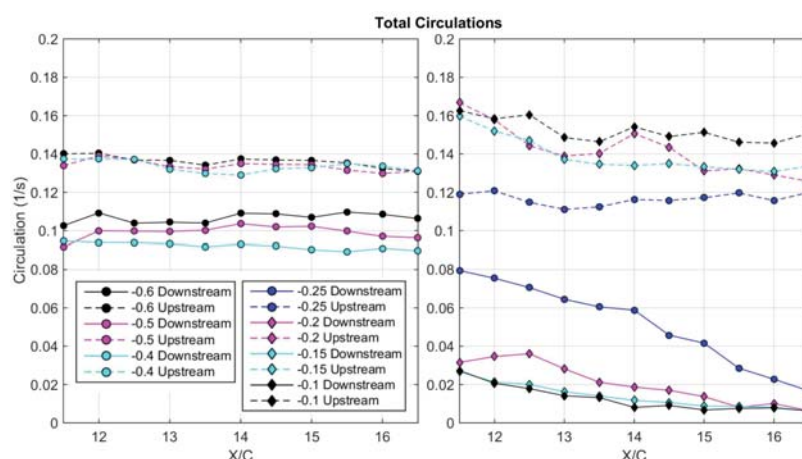 Total Circulations
Circulation (1/s)
0.2
0.18
0.16
0.14
0.12
0.1
0.08
0.06
0.04
0.02
0
12
13
14
15
16
X/C
-0.6 Downstream
-0.6 Upstream
-0.5 Downstream
-0.5 Upstream
-0.4 Downstream
-0.4 Upstream
-0.25 Downstream
-0.25 Upstream
-0.2 Downstream
-0.2 Upstream
-0.15 Downstream
-0.15 Upstream
-0.1 Downstream
-0.1 Upstream
0.2
0.18
0.16
0.14
0.12
0.1
0.08
0.06
0.04
0.02
0
12
13
14
15
16
X/C